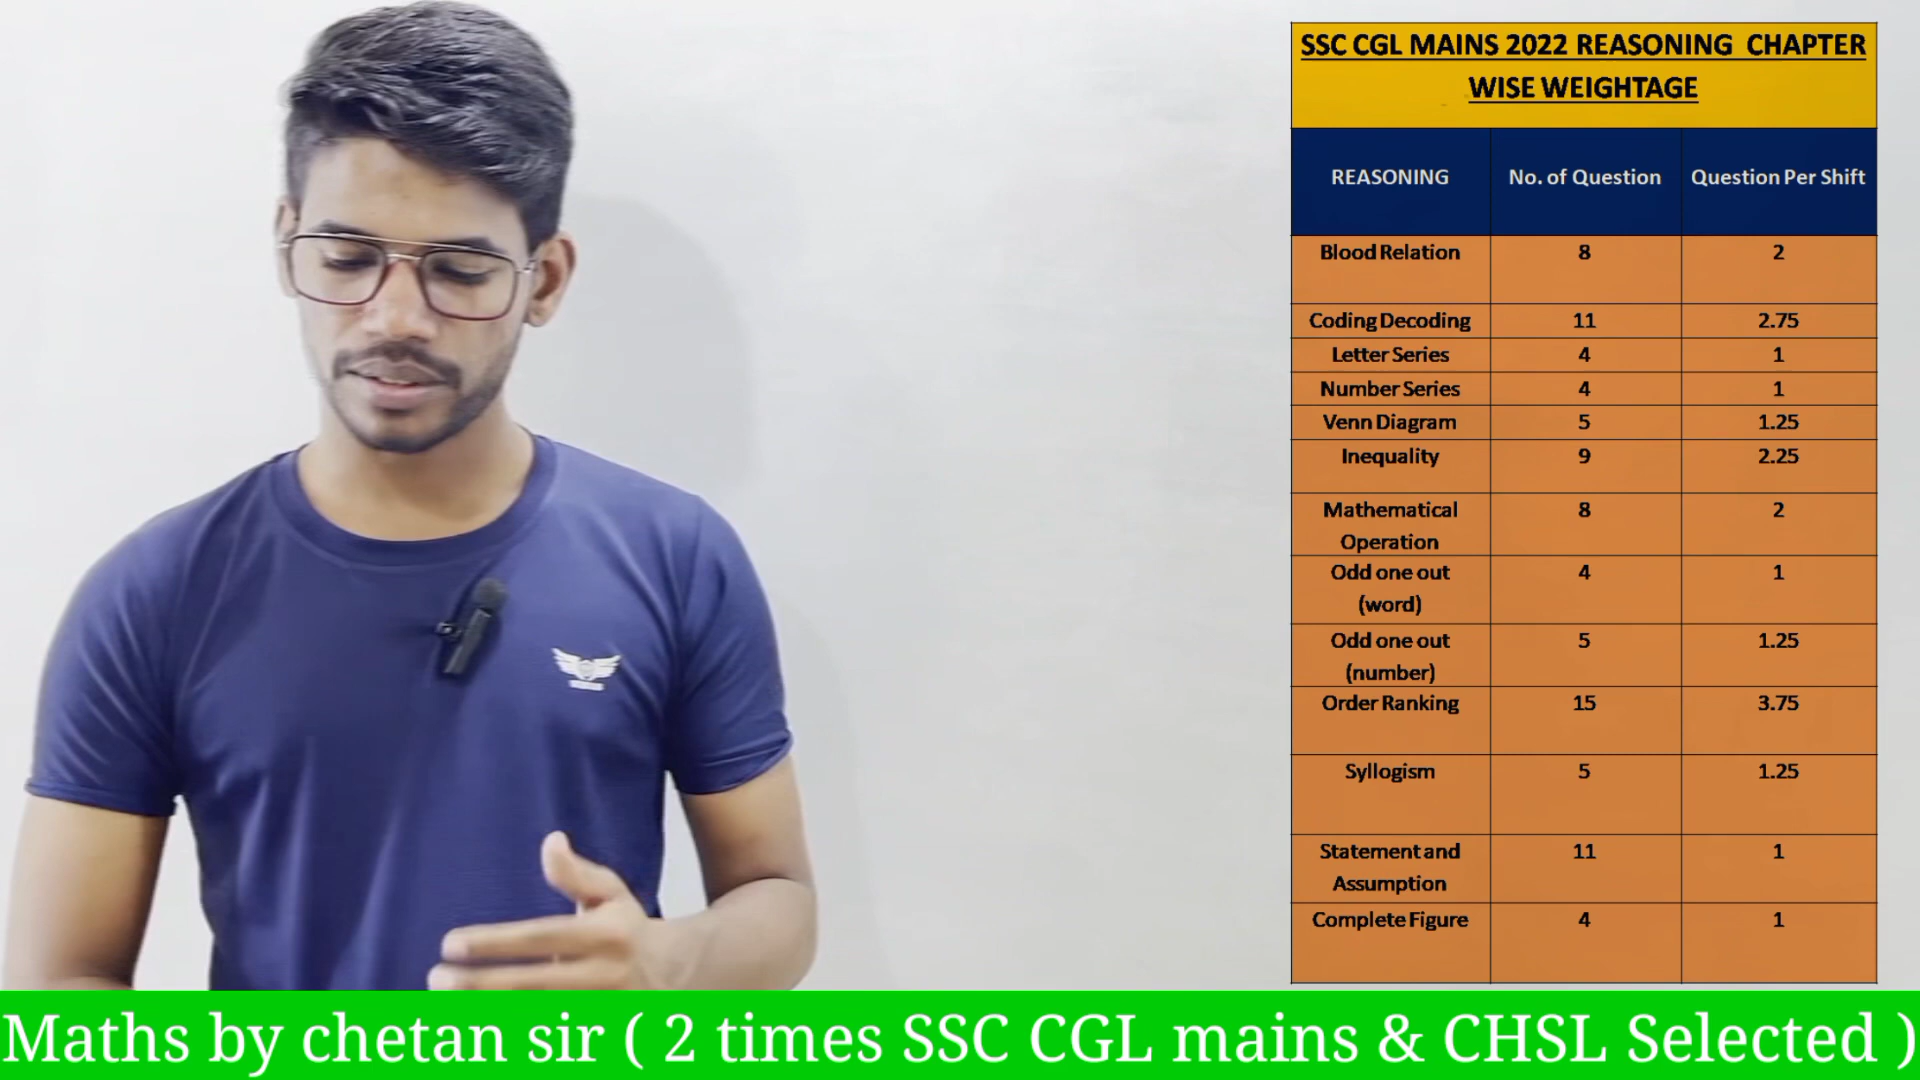 SSC CGL MAINS 2022 REASONING CHAPTER
WISE WEIGHTAGE
REASONING No. of Question Question Per Shift
Blood Relation 8 2
Coding Decoding 11 2.75
Letter Series 4 1
Number Series 4 1
Venn Diagram 5 1.25
Inequality 9 2.25
Mathematical 8 2
Operation
Odd one out 4 1
(word)
Odd one out 5 1.25
(number)
Order Ranking 15 3.75
Syllogism 5 1.25
Statement and 11 1
Assumption
Complete Figure 4 1
Maths by chetan sir ( 2 times SSC CGL mains & CHSL Selected )